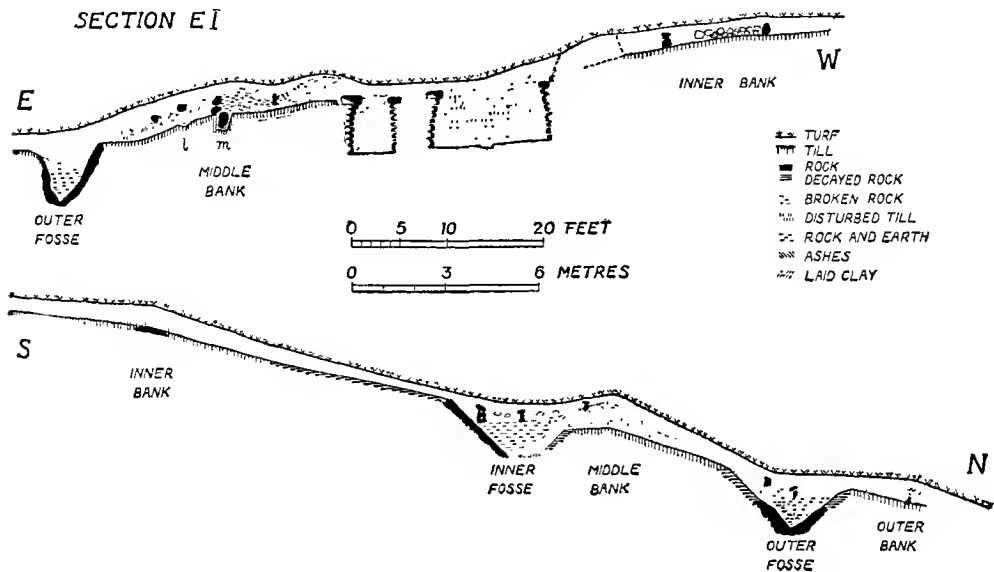 SECTION EI
E
W
INNER BANK
l
m
MIDDLE
BANK
OUTER
FOSSE
TURF
TILL
ROCK
DECAYED ROCK
BROKEN ROCK
DISTURBED TILL
ROCK AND EARTH
ASHES
LAID CLAY
0 5 10 20 FEET
0 3 6 METRES
S
INNER
BANK
INNER
FOSSE
MIDDLE
BANK
N
OUTER
FOSSE
OUTER
BANK